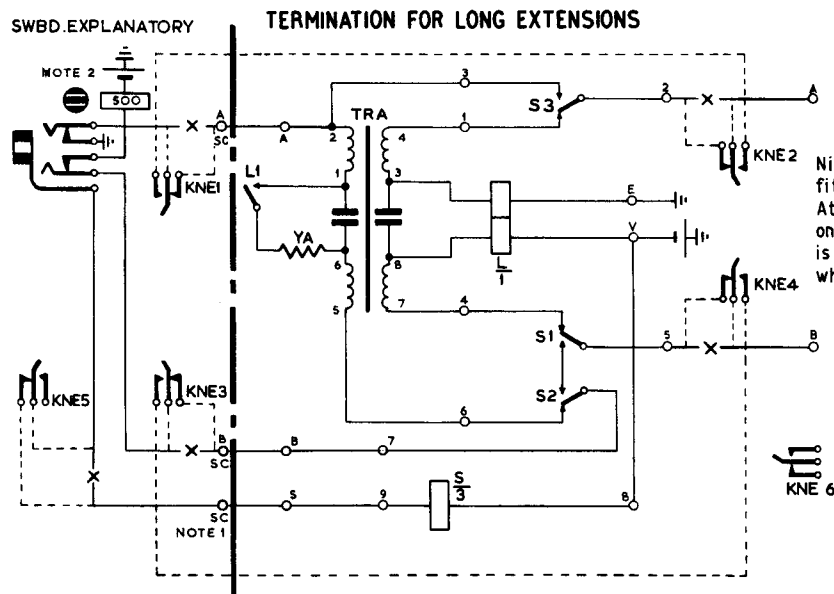 TERMINATION FOR LONG EXTENSIONS
SWBD.EXPLANATORY
NOTE 2
500
A
SC
KNE1
A
2
TRA
4
3
1
S3
2
A
KNE2
L1
1
3
YA
6
8
5
7
L
1
E
V
Ni
fit
At
on
is
wh
KNE4
4
S1
5
B
S2
6
KNE5
KNE3
B
SC
B
7
KNE 6
SC
NOTE 1
S
9
S
3
8